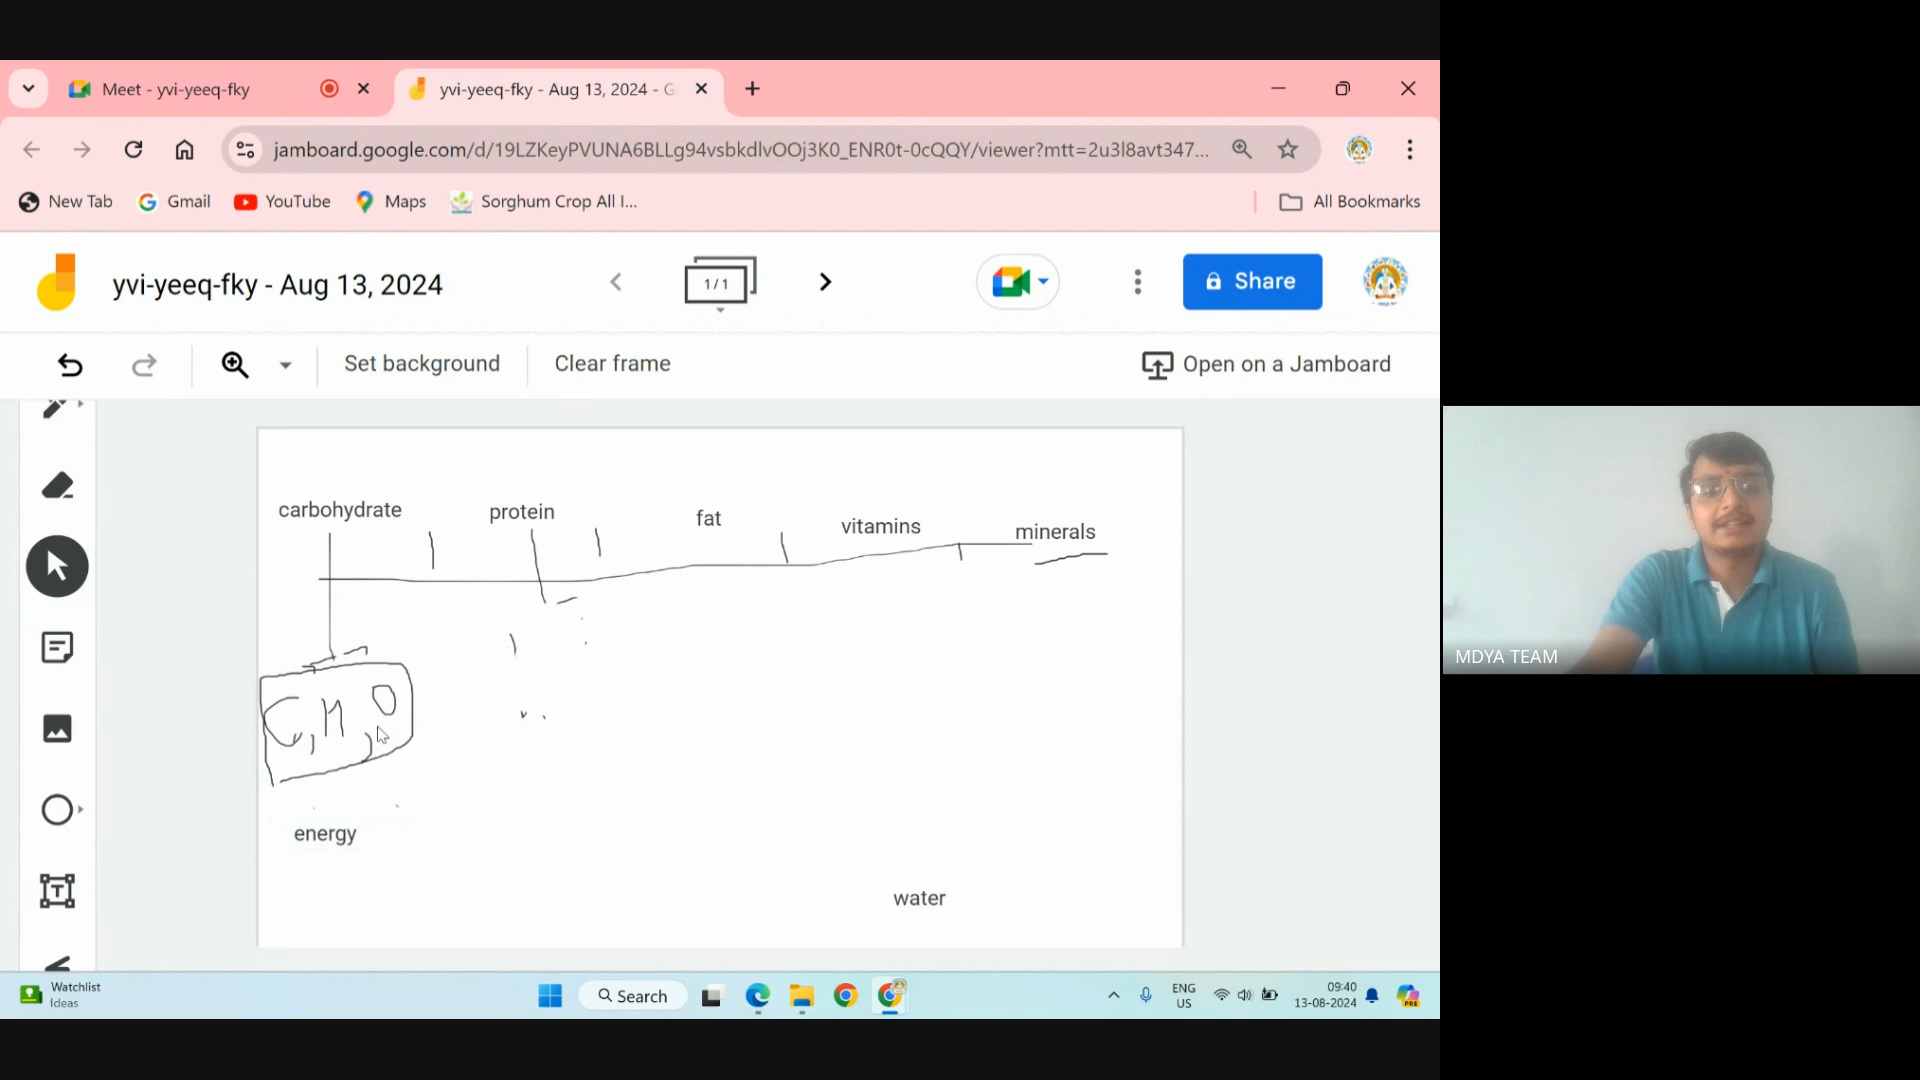 Meet - yvi-yeeq-fky
yvi-yeeq-fky - Aug 13, 2024 - G
jamboard.google.com/d/19LZKeyPVUNA6BLLg94vsbkdlvOOj3K0_ENR0t-0cQQY/viewer?mtt=2u3l8avt347...
New Tab
Gmail
YouTube
Maps
Sorghum Crop All I...
All Bookmarks
yvi-yeeq-fky - Aug 13, 2024
1/1
Share
Set background
Clear frame
Open on a Jamboard
carbohydrate
protein
fat
vitamins
minerals
C, H, O
energy
water
MDYA TEAM
Watchlist
Ideas
Search
ENG
US
09:40
13-08-2024
PRE